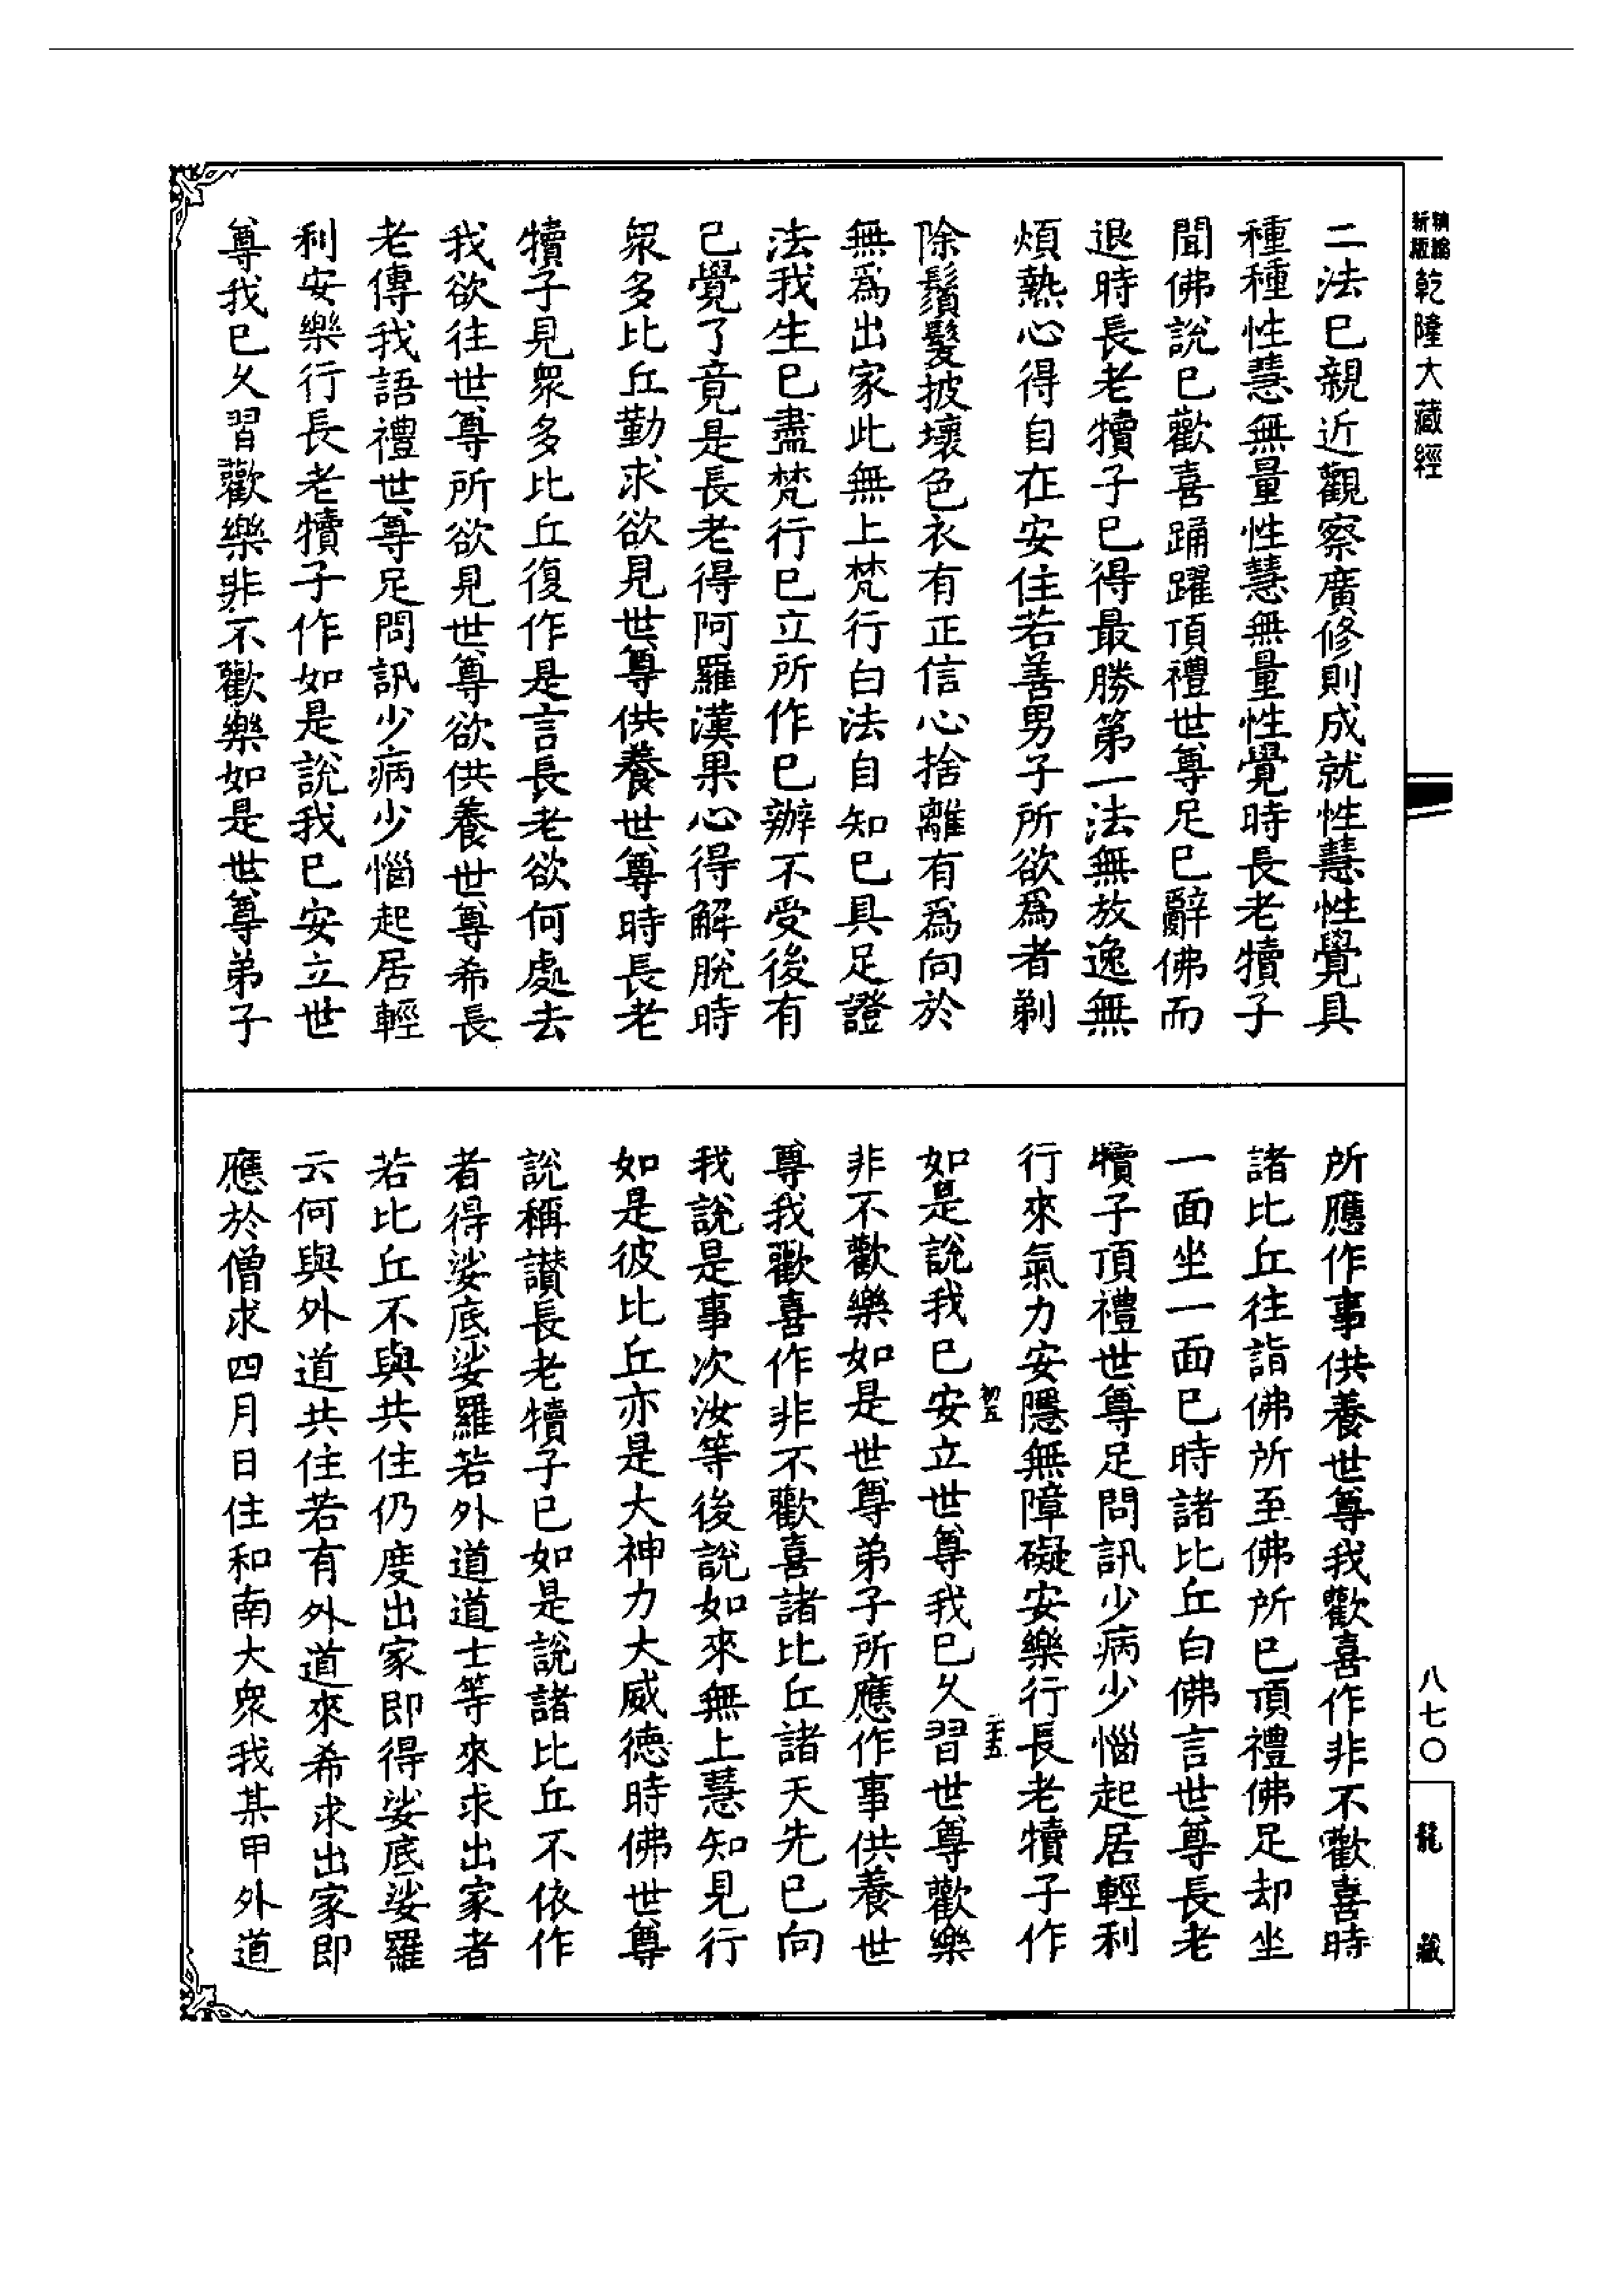 精縮
新版
乾隆大藏經
二法已親近觀察廣修則成就性慧性覺具
種種性慧無量性慧無量性覺時長老犢子
聞佛說已歡喜踊躍頂禮世尊足已辭佛而
退時長老犢子已得最勝第一法無放逸無
煩熱心得自在安住若善男子所欲為者剃
除鬚髮披壞色衣有正信心捨離有為向於
無為出家此無上梵行白法自知已具足證
法我生已盡梵行已立所作已辦不受後有
已覺了竟是長老得阿羅漢果心得解脫時
眾多比丘勤求欲見世尊供養世尊時長老
犢子見眾多比丘復作是言長老欲何處去
我欲往世尊所欲見世尊欲供養世尊希長
老傳我語禮世尊足問訊少病少惱起居輕
利安樂行長老犢子作如是說我已安立世
尊我已久習歡樂非不歡樂如是世尊弟子
所應作事供養世尊我歡喜作非不歡喜時
諸比丘往詣佛所至佛所已頂禮佛足却坐
一面坐一面已時諸比丘白佛言世尊長老
犢子頂禮世尊足問訊少病少惱起居輕利
行來氣力安隱無障礙安樂行長老犢子作
如是說我已安立世尊我已久習世尊歡樂
初五
十五
非不歡樂如是世尊弟子所應作事供養世
尊我歡喜作非不歡喜諸比丘諸天先已向
我說是事次汝等後說如來無上慧知見行
如是彼比丘亦是大神力大威德時佛世尊
說稱讚長老犢子已如是說諸比丘不依作
者得娑底娑羅若外道道士等來求出家者
若比丘不與共住仍度出家即得娑底娑羅
云何與外道共住若有外道來希求出家即
應於僧求四月日住和南大眾我某甲外道
八七〇
龍藏